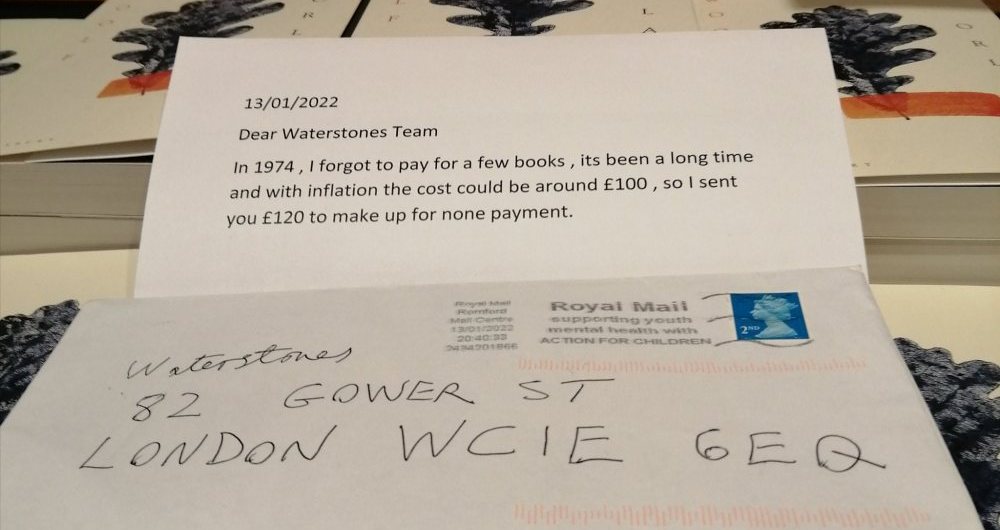 13/01/2022
Dear Waterstones Team
In 1974 , I forgot to pay for a few books , its been a long time
and with inflation the cost could be around £100 , so I sent
you £120 to make up for none payment.
Royal Mail
Romford
Mail Centre
13/01/2022
20:40:33
Royal Mail
supporting youth
mental health with
ACTION FOR CHILDREN
2ND
Waterstones
82 GOWER ST
LONDON WC1E 6EQ